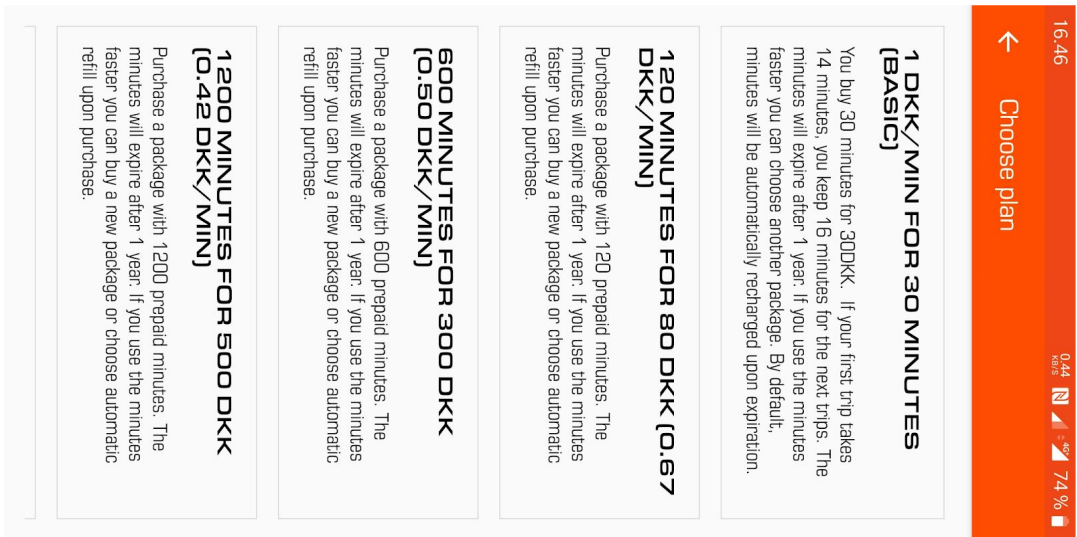 16.46
0.44
KB/S
4G+
74 %
Choose plan
1 DKK/MIN FOR 30 MINUTES
(BASIC)
You buy 30 minutes for 30DKK.  If your first trip takes
14 minutes, you keep 16 minutes for the next trips. The
minutes will expire after 1 year. If you use the minutes
faster you can choose another package. By default,
minutes will be automatically recharged upon expiration.
120 MINUTES FOR 80 DKK (0.67
DKK/MIN)
Purchase a package with 120 prepaid minutes. The
minutes will expire after 1 year. If you use the minutes
faster you can buy a new package or choose automatic
refill upon purchase.
600 MINUTES FOR 300 DKK
(0.50 DKK/MIN)
Purchase a package with 600 prepaid minutes. The
minutes will expire after 1 year. If you use the minutes
faster you can buy a new package or choose automatic
refill upon purchase.
1200 MINUTES FOR 500 DKK
(0.42 DKK/MIN)
Purchase a package with 1200 prepaid minutes. The
minutes will expire after 1 year. If you use the minutes
faster you can buy a new package or choose automatic
refill upon purchase.